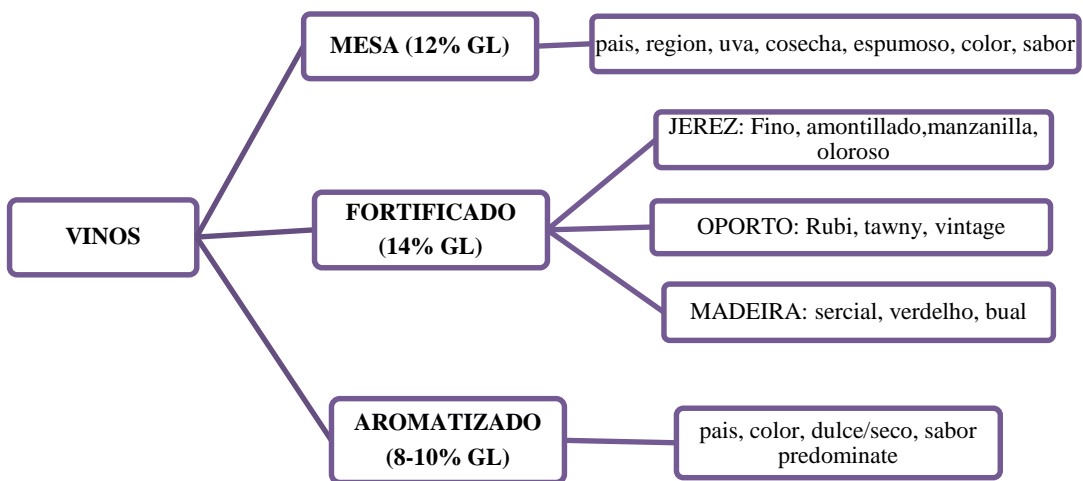 MESA (12% GL)
pais, region, uva, cosecha, espumoso, color, sabor
JEREZ: Fino, amontillado,manzanilla,
oloroso
VINOS
FORTIFICADO
(14% GL)
OPORTO: Rubi, tawny, vintage
MADEIRA: sercial, verdelho, bual
AROMATIZADO
(8-10% GL)
pais, color, dulce/seco, sabor
predominate